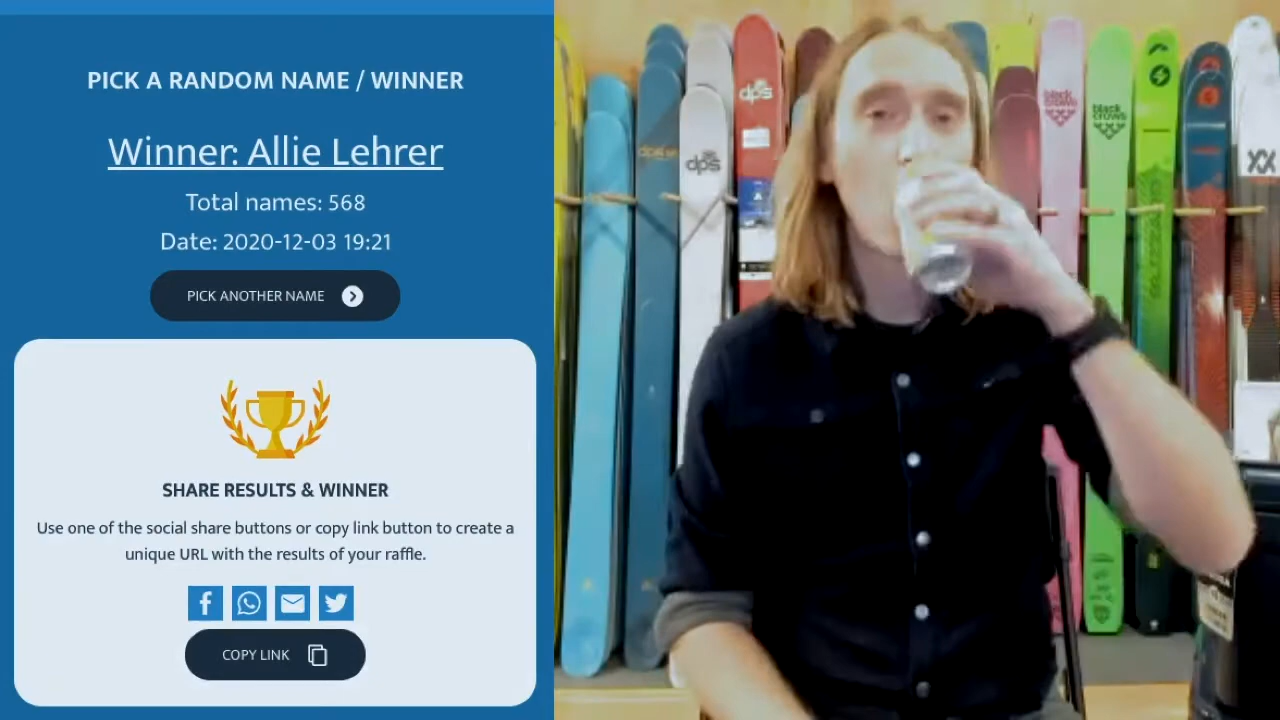 PICK A RANDOM NAME / WINNER
Winner: Allie Lehrer
Total names: 568
Date: 2020-12-03 19:21
PICK ANOTHER NAME
SHARE RESULTS & WINNER
Use one of the social share buttons or copy link button to create a
unique URL with the results of your raffle.
COPY LINK
dps
dps
black
crows
black
crows